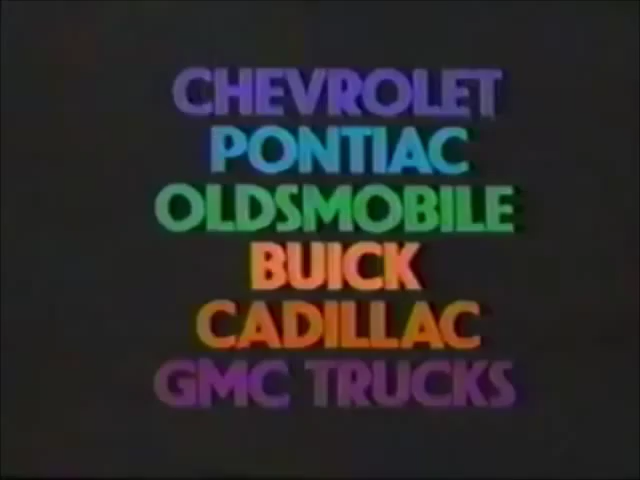 CHEVROLET
PONTIAC
OLDSMOBILE
BUICK
CADILLAC
GMC TRUCKS